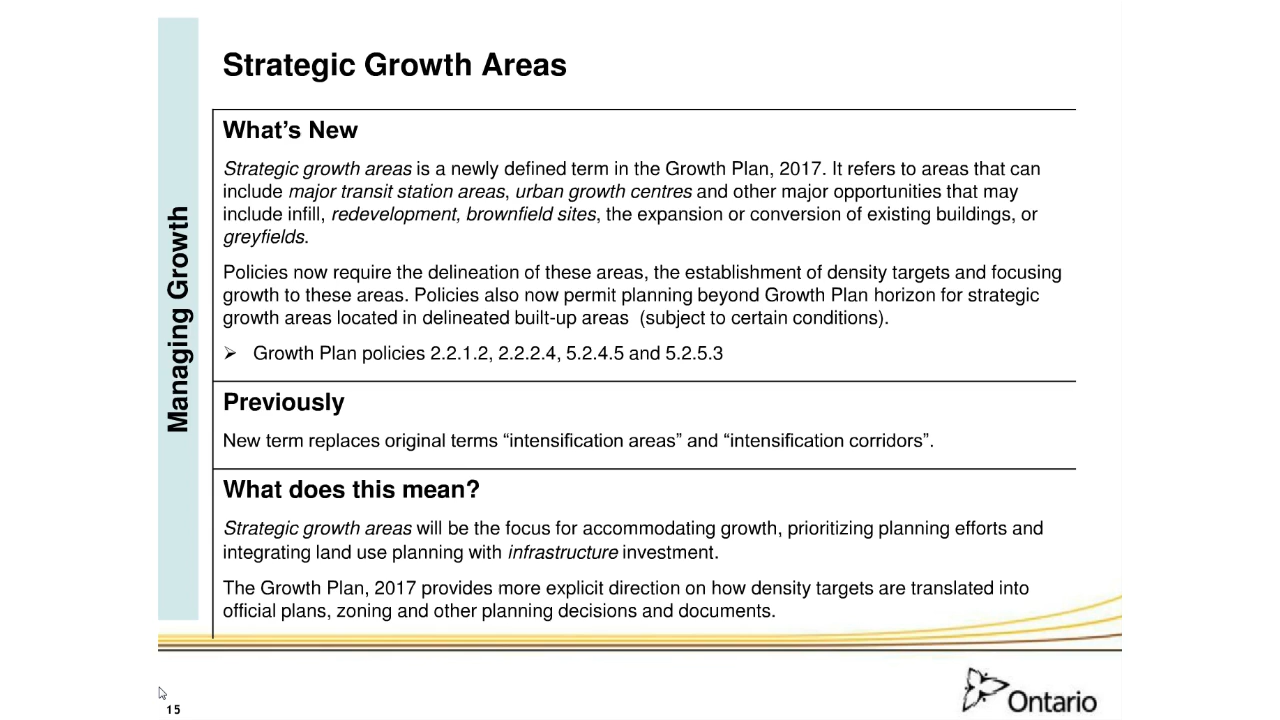 Strategic Growth Areas
Managing Growth
What's New
Strategic growth areas is a newly defined term in the Growth Plan, 2017. It refers to areas that can
include major transit station areas, urban growth centres and other major opportunities that may
include infill, redevelopment, brownfield sites, the expansion or conversion of existing buildings, or
greyfields.
Policies now require the delineation of these areas, the establishment of density targets and focusing
growth to these areas. Policies also now permit planning beyond Growth Plan horizon for strategic
growth areas located in delineated built-up areas  (subject to certain conditions).
➢ Growth Plan policies 2.2.1.2, 2.2.2.4, 5.2.4.5 and 5.2.5.3
Previously
New term replaces original terms “intensification areas” and “intensification corridors”.
What does this mean?
Strategic growth areas will be the focus for accommodating growth, prioritizing planning efforts and
integrating land use planning with infrastructure investment.
The Growth Plan, 2017 provides more explicit direction on how density targets are translated into
official plans, zoning and other planning decisions and documents.
15
Ontario